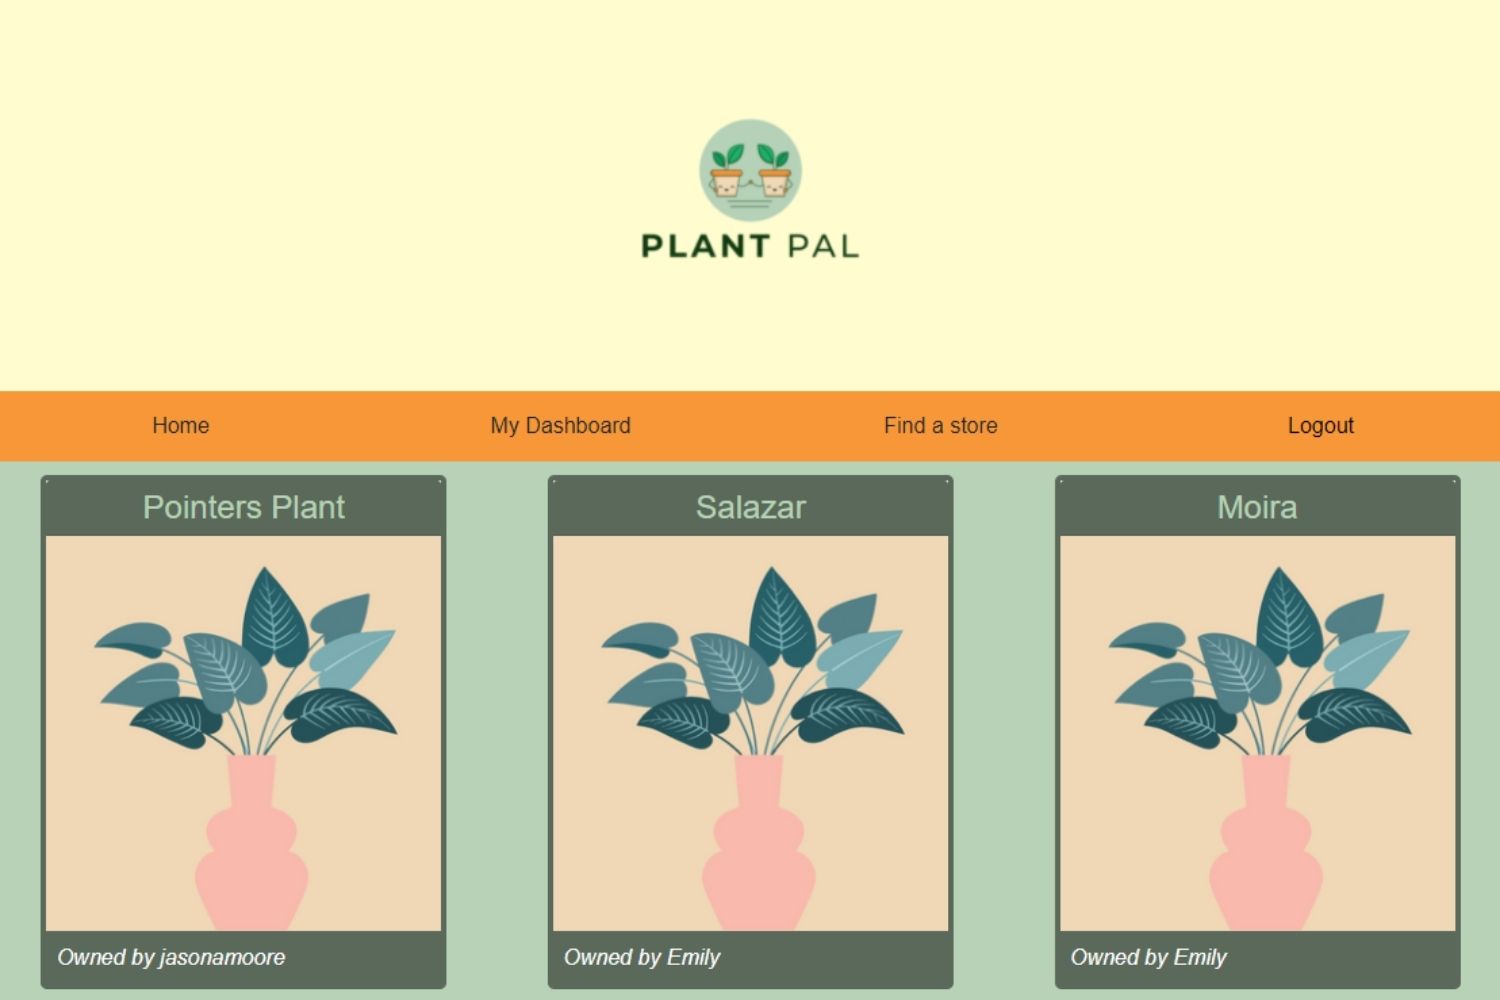 PLANT PAL
Home
My Dashboard
Find a store
Logout
Pointers Plant
Salazar
Moira
Owned by jasonamoore
Owned by Emily
Owned by Emily